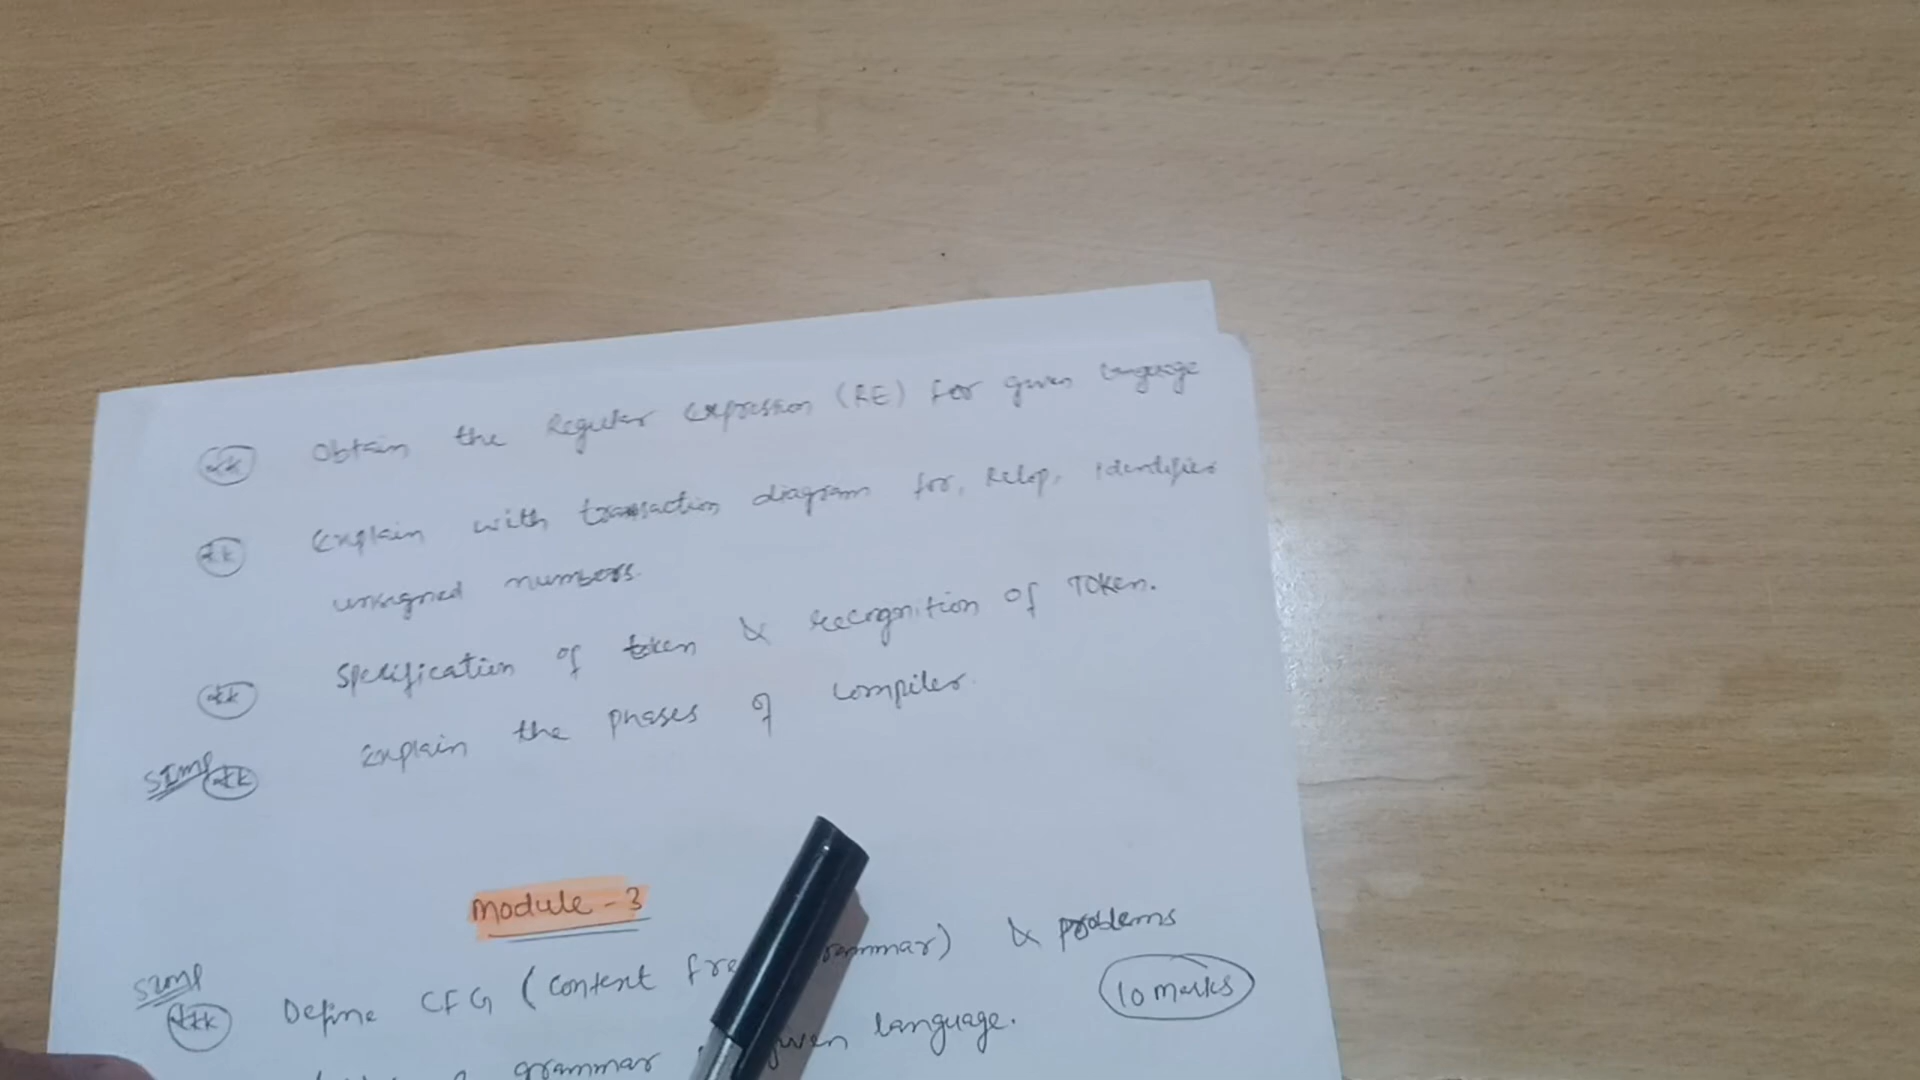 ** Obtain the Regular Expression (RE) for given language
** Explain with transaction diagram for, Relop, Identifier
unsigned numbers.
** Specification of token & recognition of Token.
SIMP ** Explain the phases of Compiler.
Module - 3
SIMP
*** Define CFG (Context fre rammar) & problems
10 marks
grammar given language.